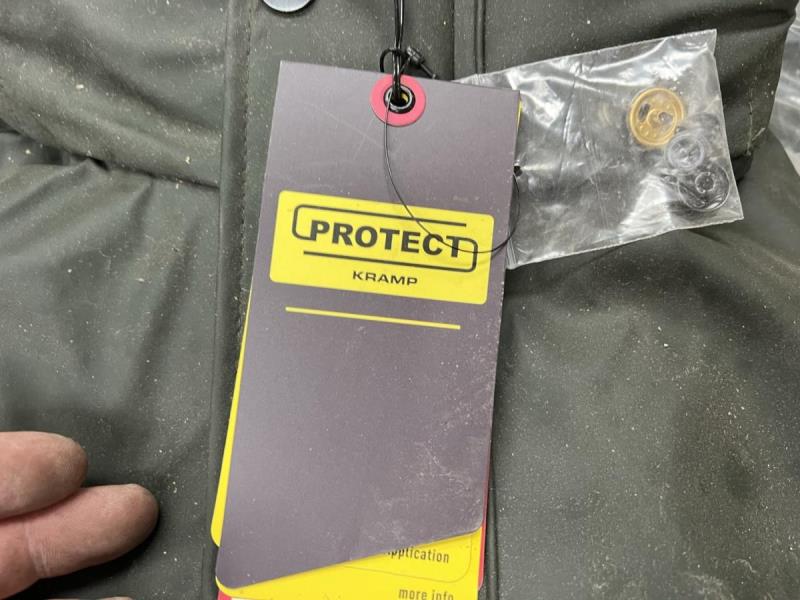 PROTECT
KRAMP
application
more info